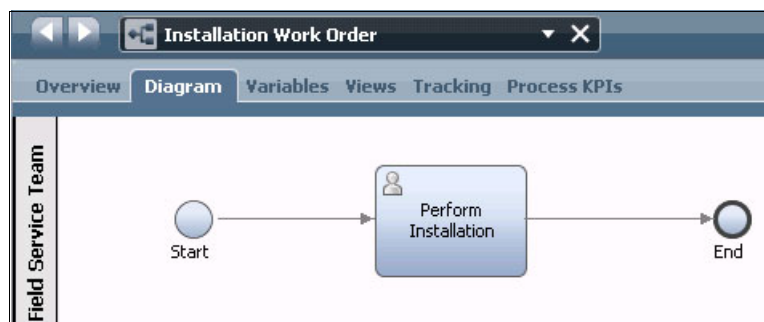 Installation Work Order
Overview Diagram Variables Views Tracking Process KPIs
Field Service Team
Perform
Installation
Start
End